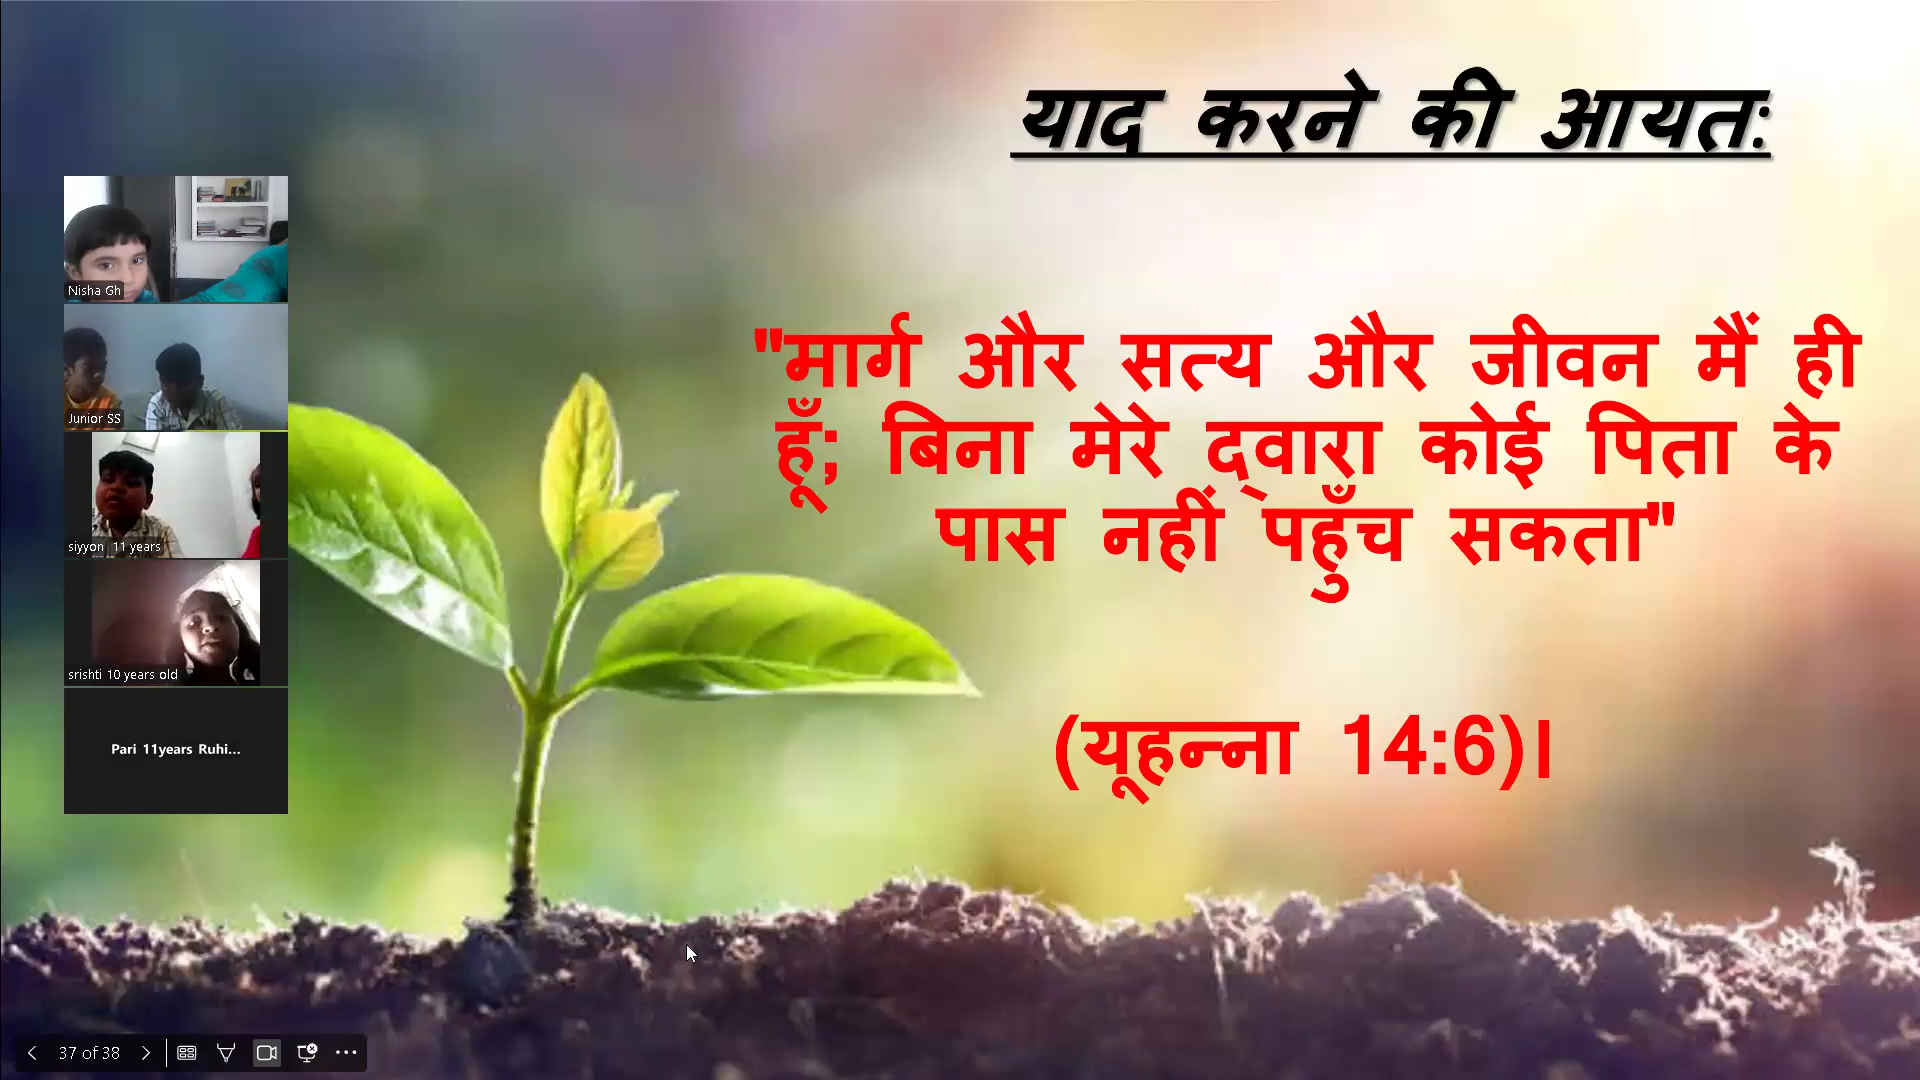 याद करने की आयत:
"मार्ग और सत्य और जीवन मैं ही
हूँ; बिना मेरे द्वारा कोई पिता के
पास नहीं पहुँच सकता"
(यूहन्ना 14:6)।
Nisha Gh
Junior SS
siyyon 11 years
srishti 10 years old
Pari 11years Ruhi...
37 of 38